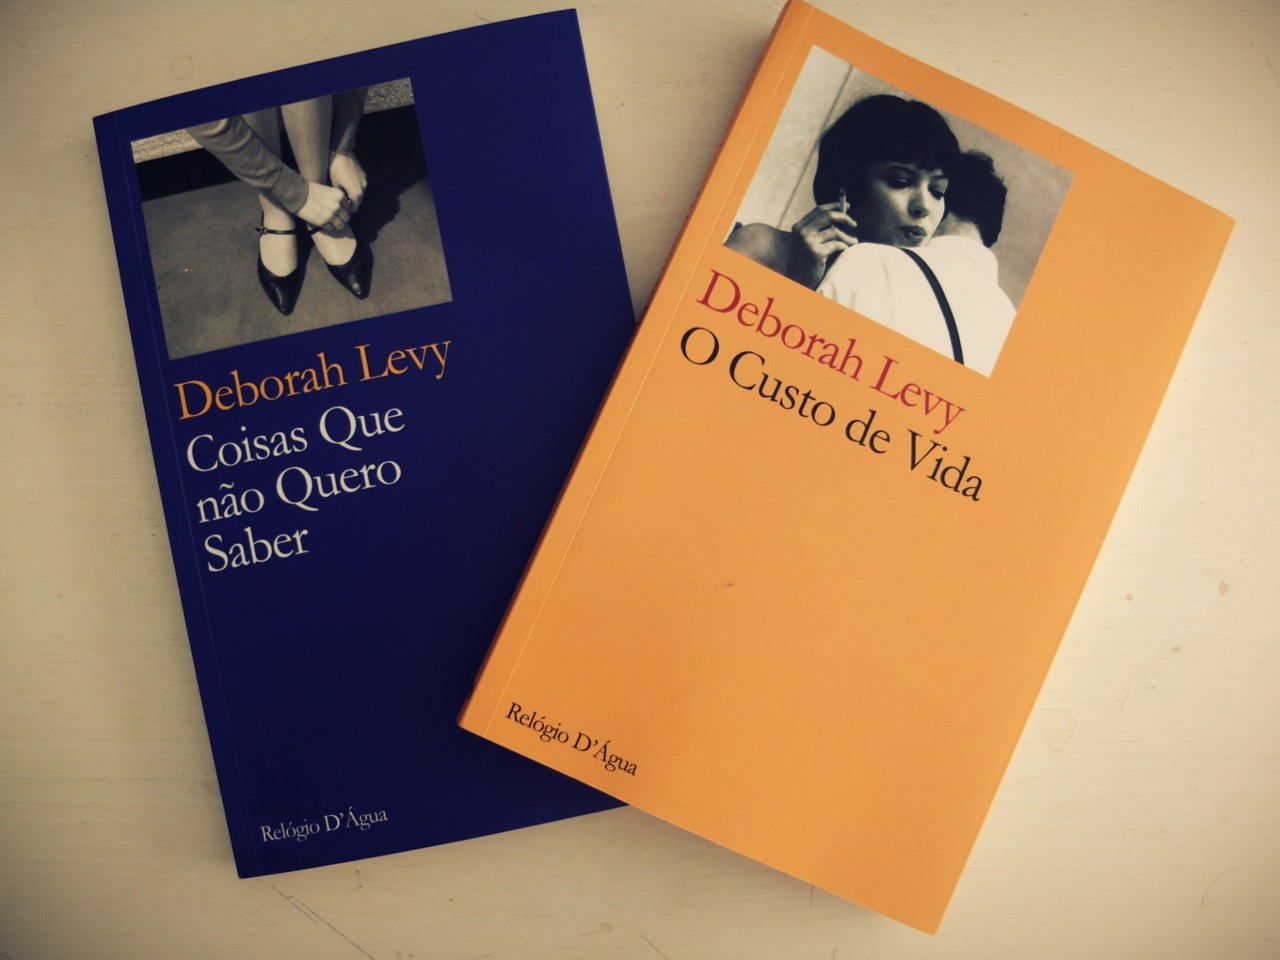 Deborah Levy
Coisas Que
não Quero
Saber
Relógio D'Água
Deborah Levy
O Custo de Vida
Relógio D'Água